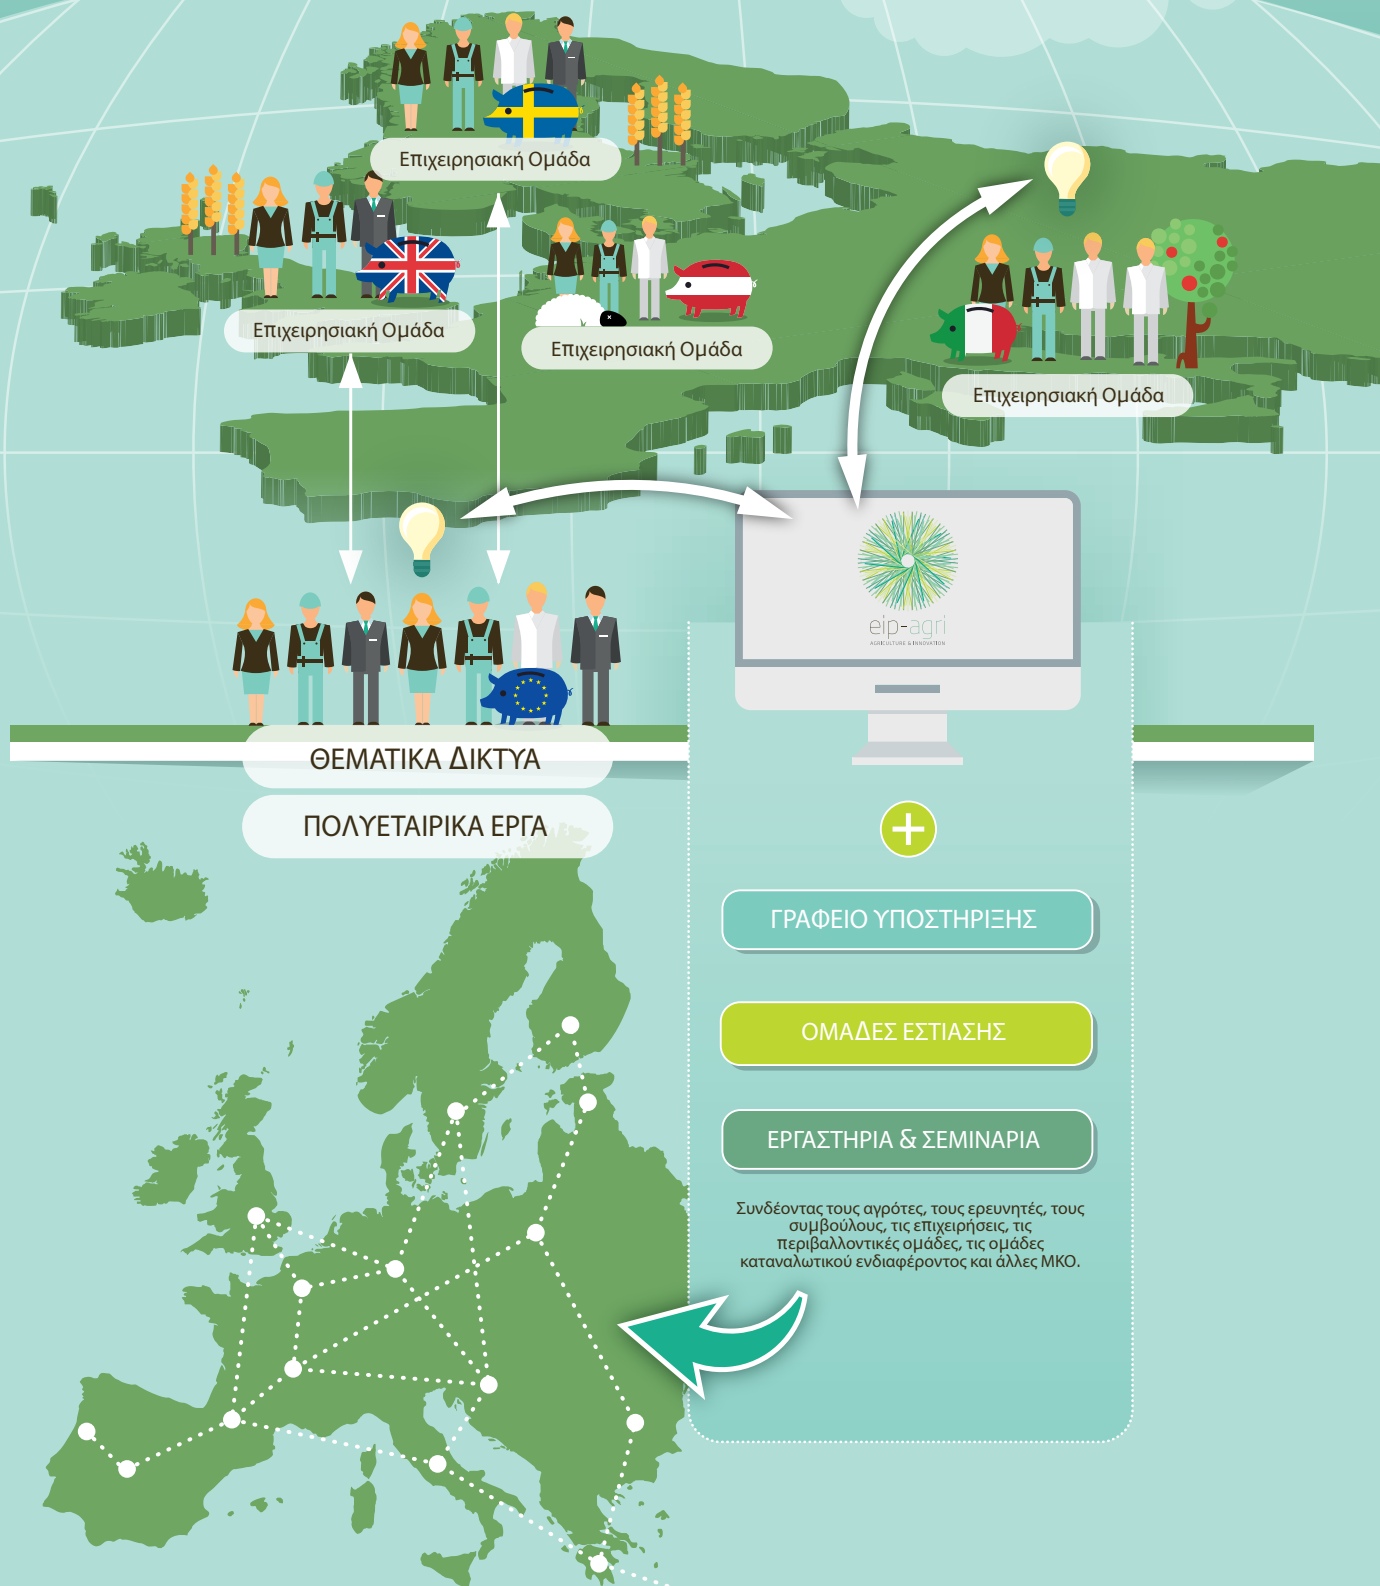 Επιχειρησιακή Ομάδα
Επιχειρησιακή Ομάδα
Επιχειρησιακή Ομάδα
Επιχειρησιακή Ομάδα
eip-agri
AGRICULTURE & INNOVATION
ΘΕΜΑΤΙΚΑ ΔΙΚΤΥΑ
ΠΟΛΥΕΤΑΙΡΙΚΑ ΕΡΓΑ
ΓΡΑΦΕΙΟ ΥΠΟΣΤΗΡΙΞΗΣ
ΟΜΑΔΕΣ ΕΣΤΙΑΣΗΣ
ΕΡΓΑΣΤΗΡΙΑ & ΣΕΜΙΝΑΡΙΑ
Συνδέοντας τους αγρότες, τους ερευνητές, τους
συμβούλους, τις επιχειρήσεις, τις
περιβαλλοντικές ομάδες, τις ομάδες
καταναλωτικού ενδιαφέροντος και άλλες ΜΚΟ.